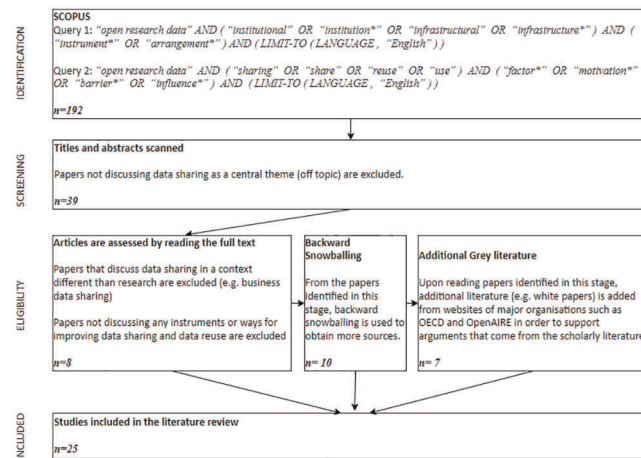 IDENTIFICATION
SCOPUS
Query 1: "open research data" AND ( "institutional" OR "institution*" OR "infrastructural" OR "infrastructure*" ) AND (
"instrument*" OR "arrangement*" ) AND ( LIMIT-TO ( LANGUAGE , "English" ) )
Query 2: "open research data" AND ( "sharing" OR "share" OR "reuse" OR "use" ) AND ( "factor*" OR "motivation*"
OR "barrier*" OR "influence*" ) AND ( LIMIT-TO ( LANGUAGE , "English" ) )
n=192
SCREENING
Titles and abstracts scanned
Papers not discussing data sharing as a central theme (off topic) are excluded.
n=39
ELIGIBILITY
Articles are assessed by reading the full text
Papers that discuss data sharing in a context
different than research are excluded (e.g. business
data sharing)
Papers not discussing any instruments or ways for
improving data sharing and data reuse are excluded
n=8
Backward
Snowballing
From the papers
identified in this
stage, backward
snowballing is used to
obtain more sources.
n= 10
Additional Grey literature
Upon reading papers identified in this stage,
additional literature (e.g. white papers) is added
from websites of major organisations such as
OECD and OpenAIRE in order to support
arguments that come from the scholarly literature
n= 7
NCLUDED
Studies included in the literature review
n=25